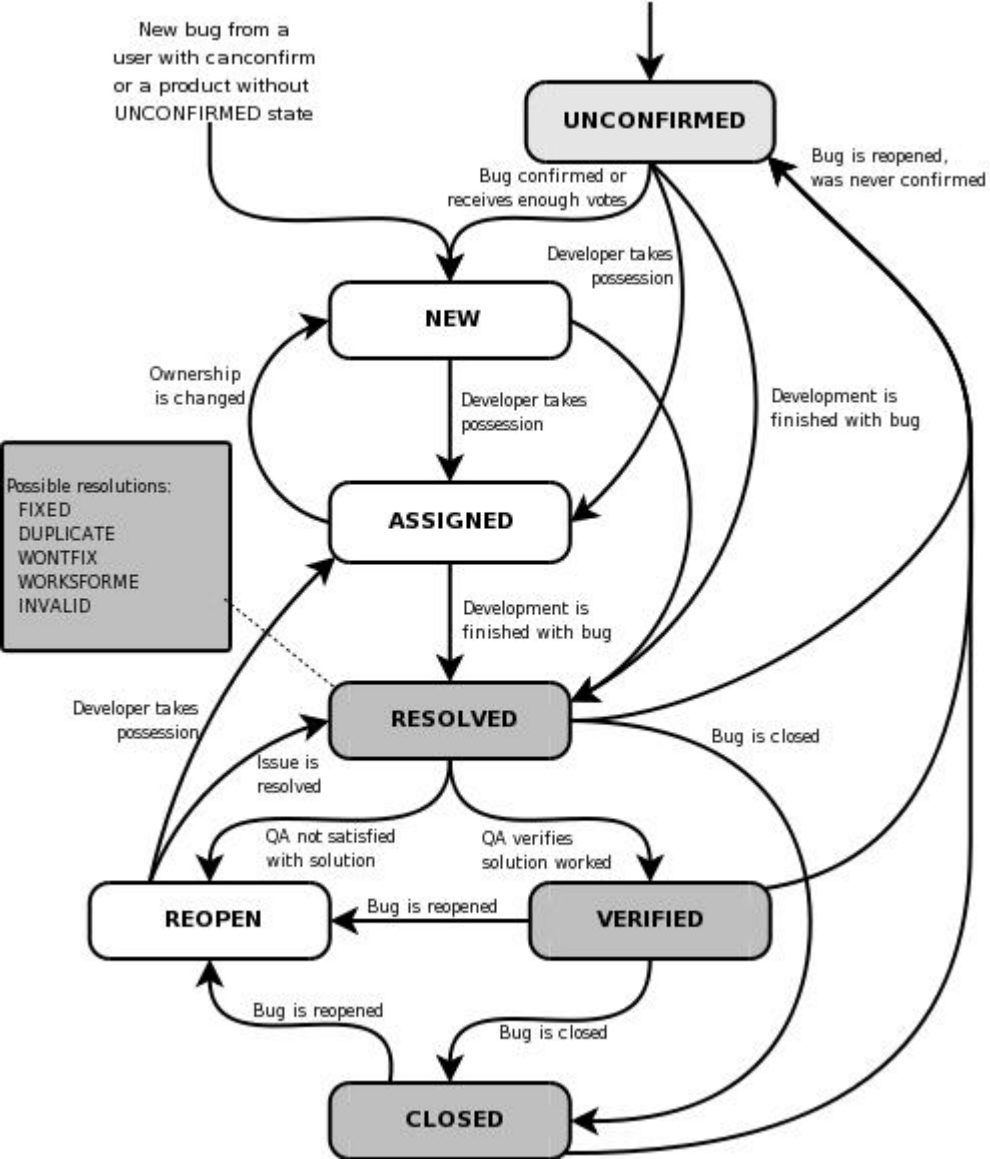 New bug from a
user with canconfirm
or a product without
UNCONFIRMED state
UNCONFIRMED
Bug is reopened,
was never confirmed
Bug confirmed or
receives enough votes
Developer takes
possession
NEW
Ownership
is changed
Developer takes
possession
Development is
finished with bug
Possible resolutions:
FIXED
DUPLICATE
WONTFIX
WORKSFORME
INVALID
ASSIGNED
Development is
finished with bug
Developer takes
possession
RESOLVED
Bug is closed
Issue is
resolved
QA not satisfied
with solution
QA verifies
solution worked
REOPEN
Bug is reopened
VERIFIED
Bug is reopened
Bug is closed
CLOSED